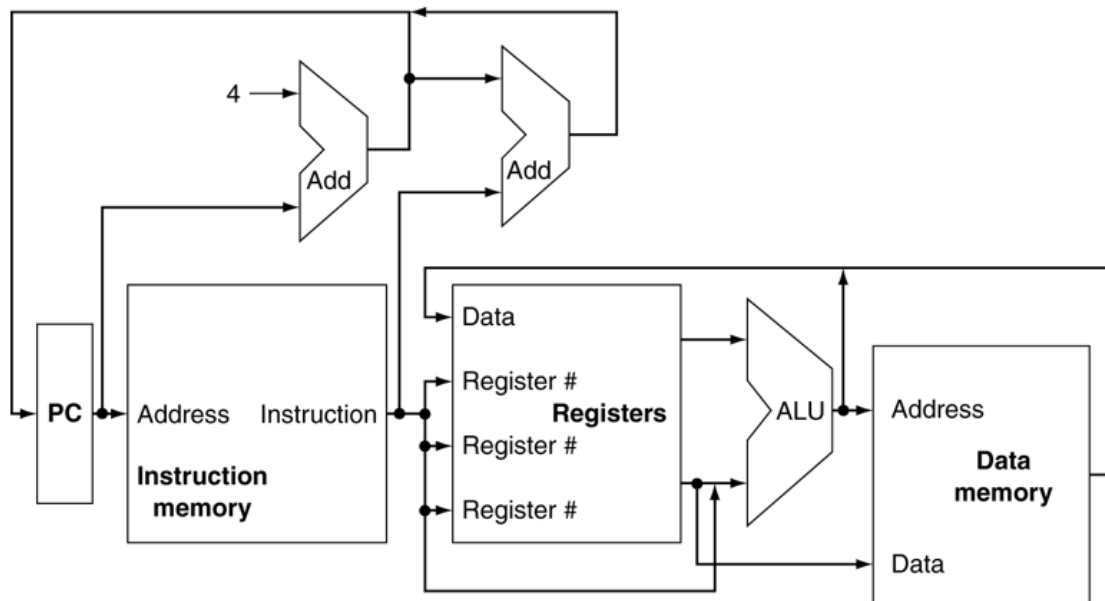 4
Add
Add
PC
Address
Instruction
Instruction
memory
Data
Register #
Registers
Register #
Register #
ALU
Address
Data
memory
Data